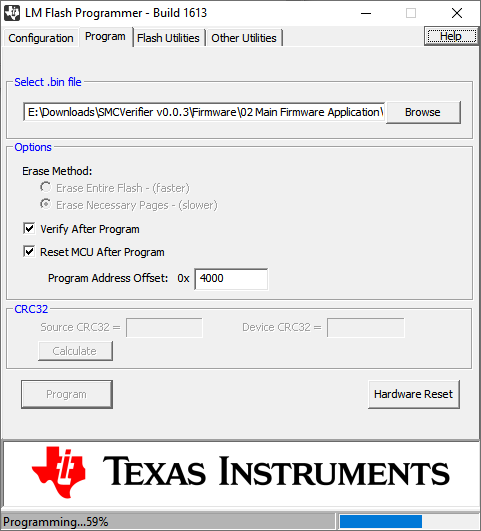 LM Flash Programmer - Build 1613
Configuration Program Flash Utilities Other Utilities Help
Select .bin file
E:\Downloads\SMCVerifier v0.0.3\Firmware\02 Main Firmware Application\ Browse
Options
Erase Method:
Erase Entire Flash - (faster)
Erase Necessary Pages - (slower)
Verify After Program
Reset MCU After Program
Program Address Offset: 0x 4000
CRC32
Source CRC32 = Device CRC32 =
Calculate
Program Hardware Reset
TEXAS INSTRUMENTS
Programming...59%